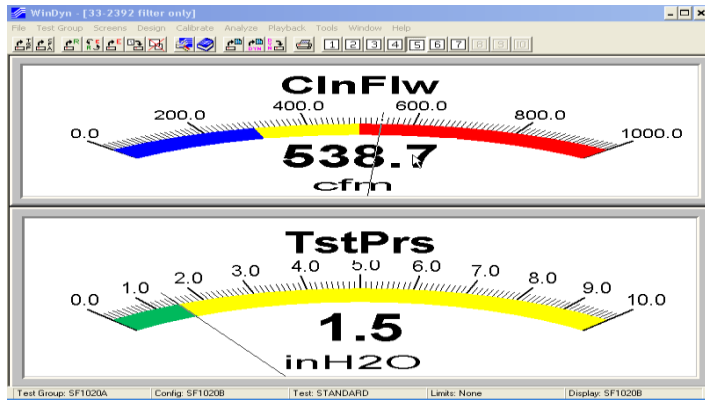 WinDyn - [33-2392 filter only]
File Test Group Screens Design Calibrate Analyze Playback Tools Window Help
1 2 3 4 5 6 7 8 9 10
ClnFlw
0.0 200.0 400.0 600.0 800.0 1000.0
538.7
cfm
TstPrs
0.0 1.0 2.0 3.0 4.0 5.0 6.0 7.0 8.0 9.0 10.0
1.5
inH2O
Test Group: SF1020A Config: SF1020B Test: STANDARD Limits: None Display: SF1020B